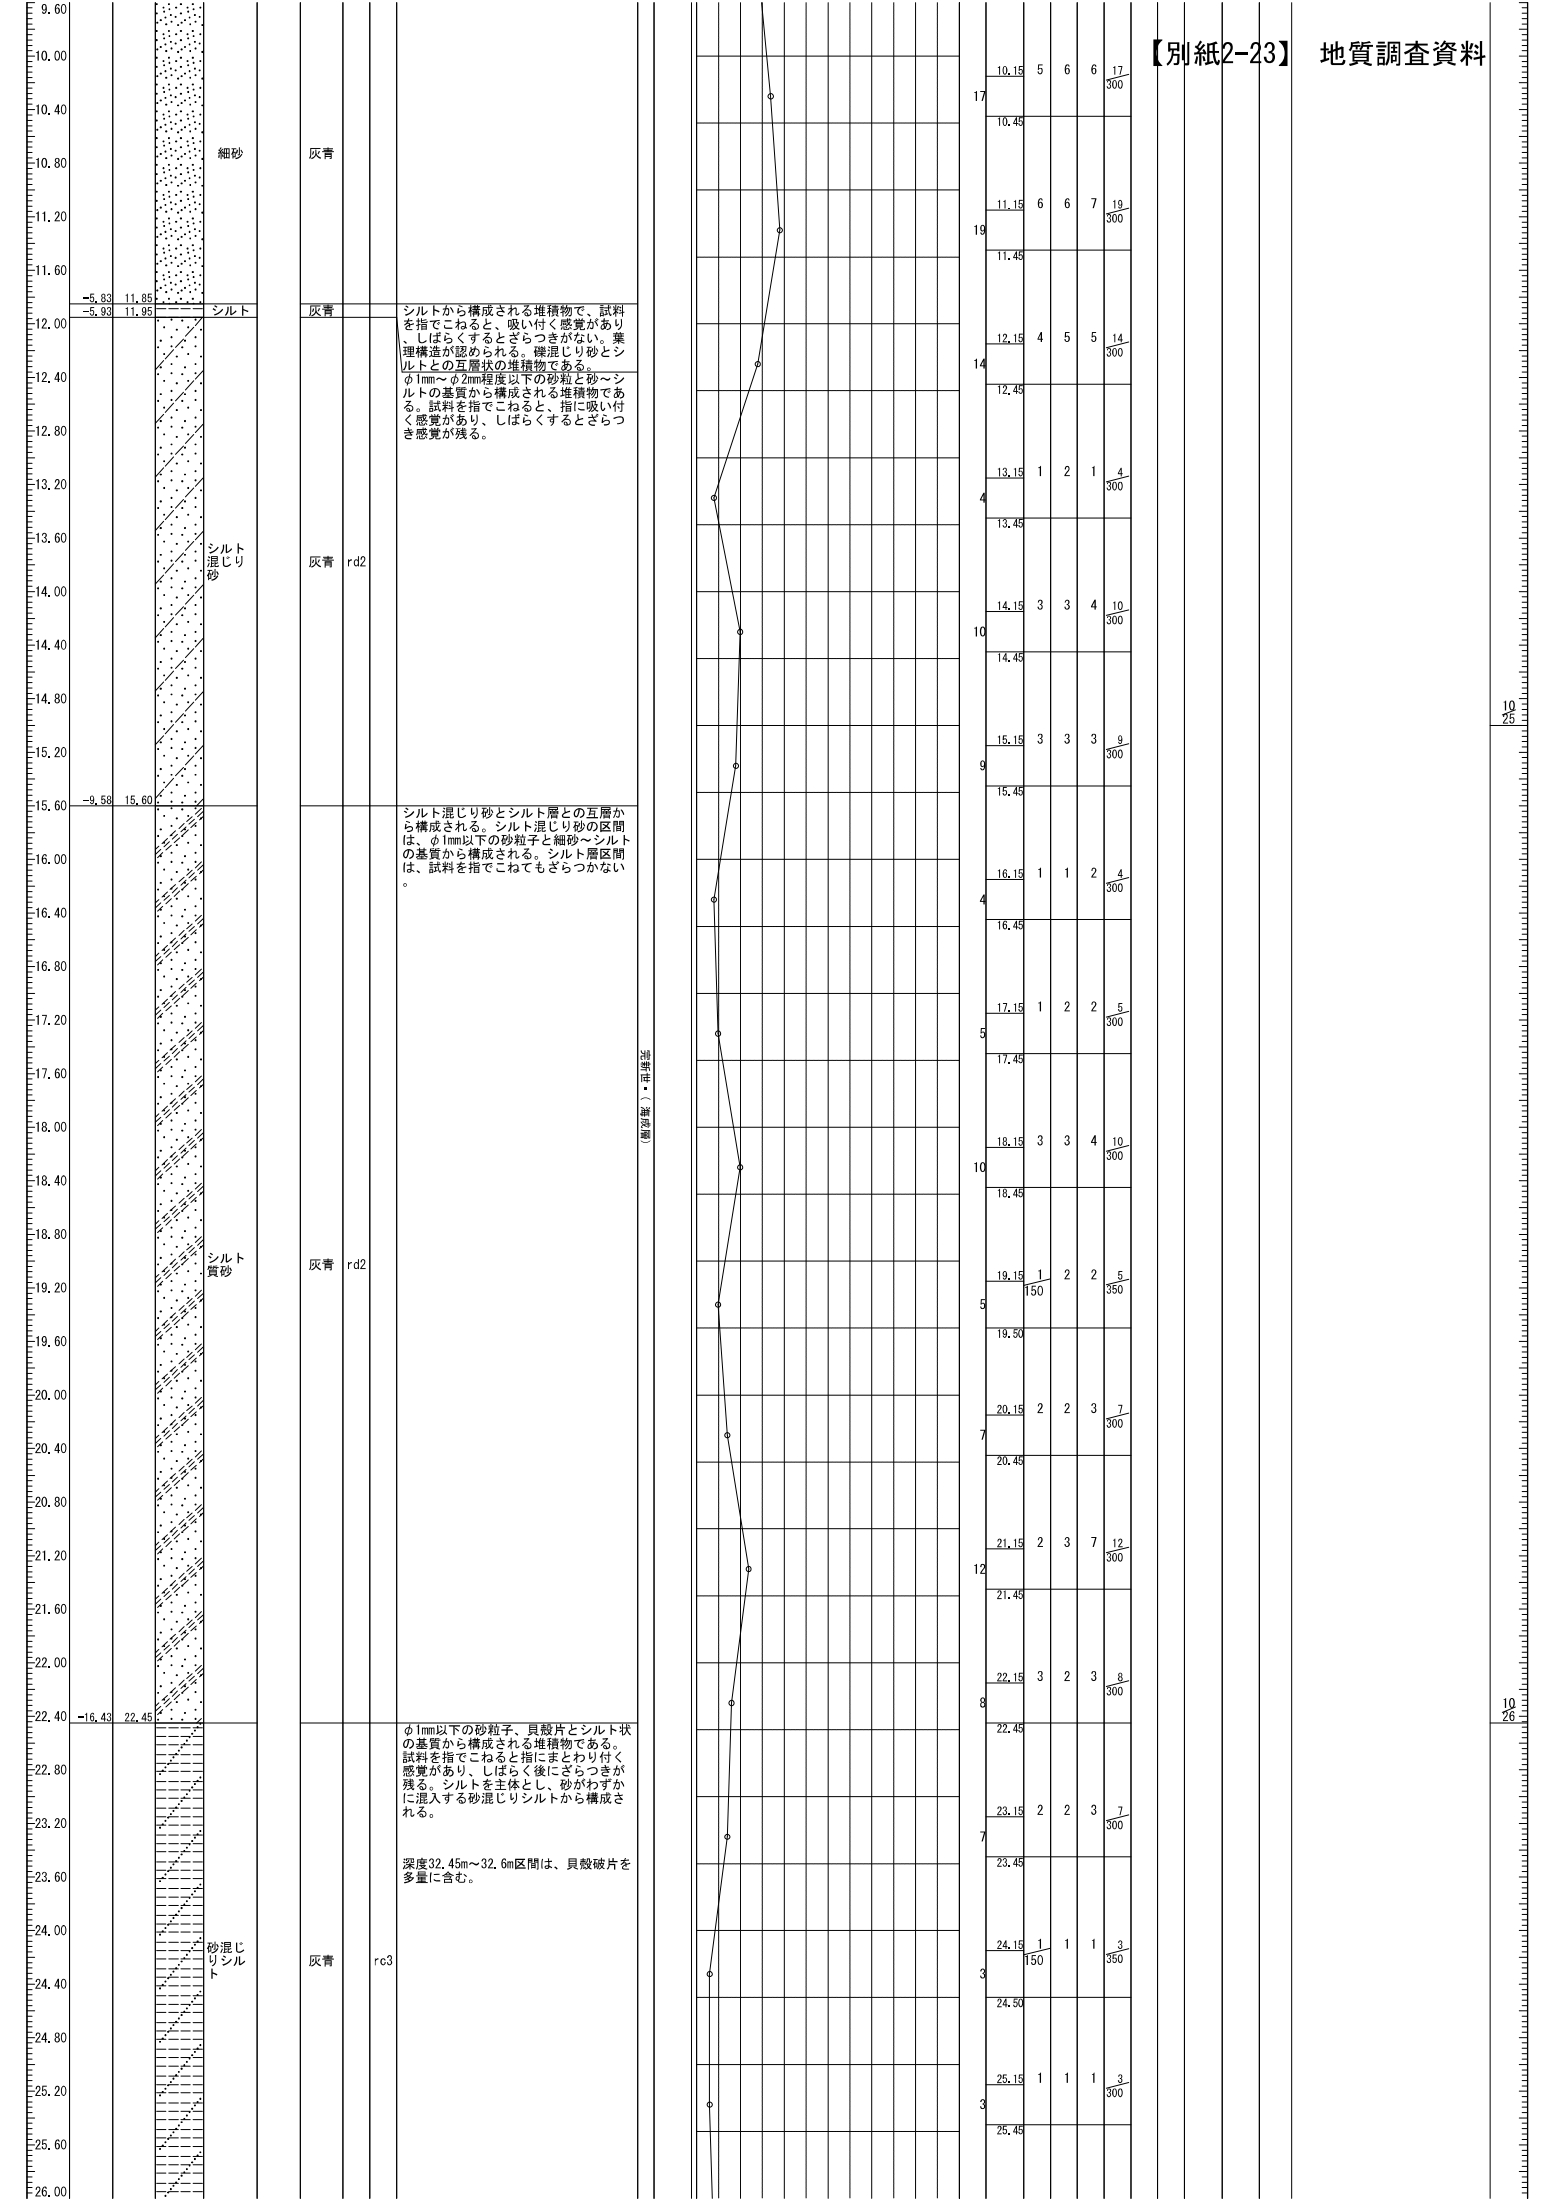 【別紙2-23】 地質調査資料
9.60
10.00
10.40
10.80
11.20
11.60
12.00
12.40
12.80
13.20
13.60
14.00
14.40
14.80
15.20
15.60
16.00
16.40
16.80
17.20
17.60
18.00
18.40
18.80
19.20
19.60
20.00
20.40
20.80
21.20
21.60
22.00
22.40
22.80
23.20
23.60
24.00
24.40
24.80
25.20
25.60
26.00
細砂
灰青
-5.83 11.85
-5.93 11.95
シルト
灰青
シルトから構成される堆積物で、試料
を指でこねると、吸い付く感覚があり
、しばらくするとざらつきがない。葉
理構造が認められる。礫混じり砂とシ
ルトとの互層状の堆積物である。
φ1mm～φ2mm程度以下の砂粒と砂～シ
ルトの基質から構成される堆積物であ
る。試料を指でこねると、指に吸い付
く感覚があり、しばらくするとざらつ
き感覚が残る。
シルト
混じり
砂
灰青 rd2
-9.58 15.60
シルト混じり砂とシルト層との互層か
ら構成される。シルト混じり砂の区間
は、φ1mm以下の砂粒子と細砂～シルト
の基質から構成される。シルト層区間
は、試料を指でこねてもざらつかない
。
シルト
質砂
灰青 rd2
-16.43 22.45
φ1mm以下の砂粒子、貝殻片とシルト状
の基質から構成される堆積物である。
試料を指でこねると指にまとわり付く
感覚があり、しばらく後にざらつきが
残る。シルトを主体とし、砂がわずか
に混入する砂混じりシルトから構成さ
れる。
深度32.45m～32.6m区間は、貝殻破片を
多量に含む。
砂混じ
りシル
ト
灰青 rc3
完新世・（海成層）
17 10.15 5 6 6 17/300
10.45
19 11.15 6 6 7 19/300
11.45
14 12.15 4 5 5 14/300
12.45
4 13.15 1 2 1 4/300
13.45
10 14.15 3 3 4 10/300
14.45
9 15.15 3 3 3 9/300
15.45
4 16.15 1 1 2 4/300
16.45
5 17.15 1 2 2 5/300
17.45
10 18.15 3 3 4 10/300
18.45
5 19.15 1/150 2 2 5/350
19.50
7 20.15 2 2 3 7/300
20.45
12 21.15 2 3 7 12/300
21.45
8 22.15 3 2 3 8/300
22.45
7 23.15 2 2 3 7/300
23.45
3 24.15 1/150 1 1 3/350
24.50
3 25.15 1 1 1 3/300
25.45
10/25
10/26